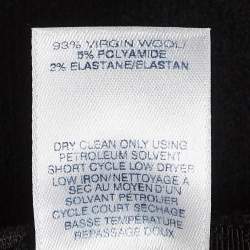 93% VIRGIN WOOL/
5% POLYAMIDE
2% ELASTANE/ELASTAN
DRY CLEAN ONLY USING
PETROLEUM SOLVENT
SHORT CYCLE LOW DRYER
LOW IRON/NETTOYAGE A
SEC AU MOYEN D'UN
SOLVANT PETROLIER
CYCLE COURT SECHAGE
BASSE TEMPERATURE
REPASSAGE DOUX